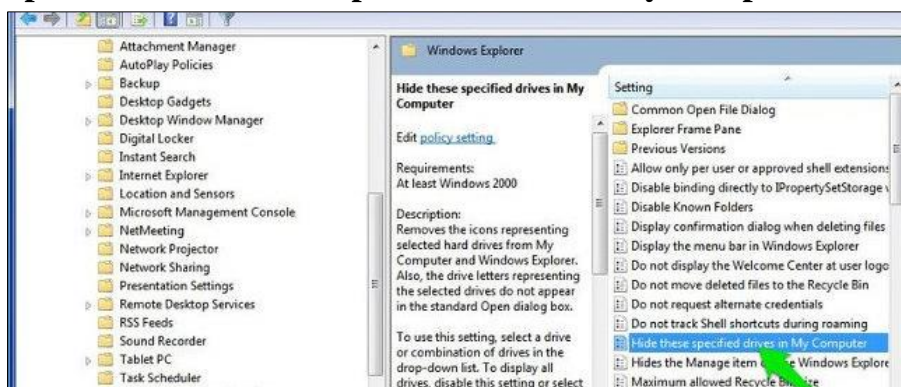 Attachment Manager
AutoPlay Policies
Backup
Desktop Gadgets
Desktop Window Manager
Digital Locker
Instant Search
Internet Explorer
Location and Sensors
Microsoft Management Console
NetMeeting
Network Projector
Network Sharing
Presentation Settings
Remote Desktop Services
RSS Feeds
Sound Recorder
Tablet PC
Task Scheduler
Windows Explorer
Hide these specified drives in My
Computer
Edit policy setting
Requirements:
At least Windows 2000
Description:
Removes the icons representing
selected hard drives from My
Computer and Windows Explorer.
Also, the drive letters representing
the selected drives do not appear
in the standard Open dialog box.
To use this setting, select a drive
or combination of drives in the
drop-down list. To display all
drives, disable this setting or select
Setting
Common Open File Dialog
Explorer Frame Pane
Previous Versions
Allow only per user or approved shell extensions
Disable binding directly to IPropertySetStorage
Disable Known Folders
Display confirmation dialog when deleting files
Display the menu bar in Windows Explorer
Do not display the Welcome Center at user logo
Do not move deleted files to the Recycle Bin
Do not request alternate credentials
Do not track Shell shortcuts during roaming
Hide these specified drives in My Computer
Hides the Manage item Windows Explore
Maximum allowed Recycle